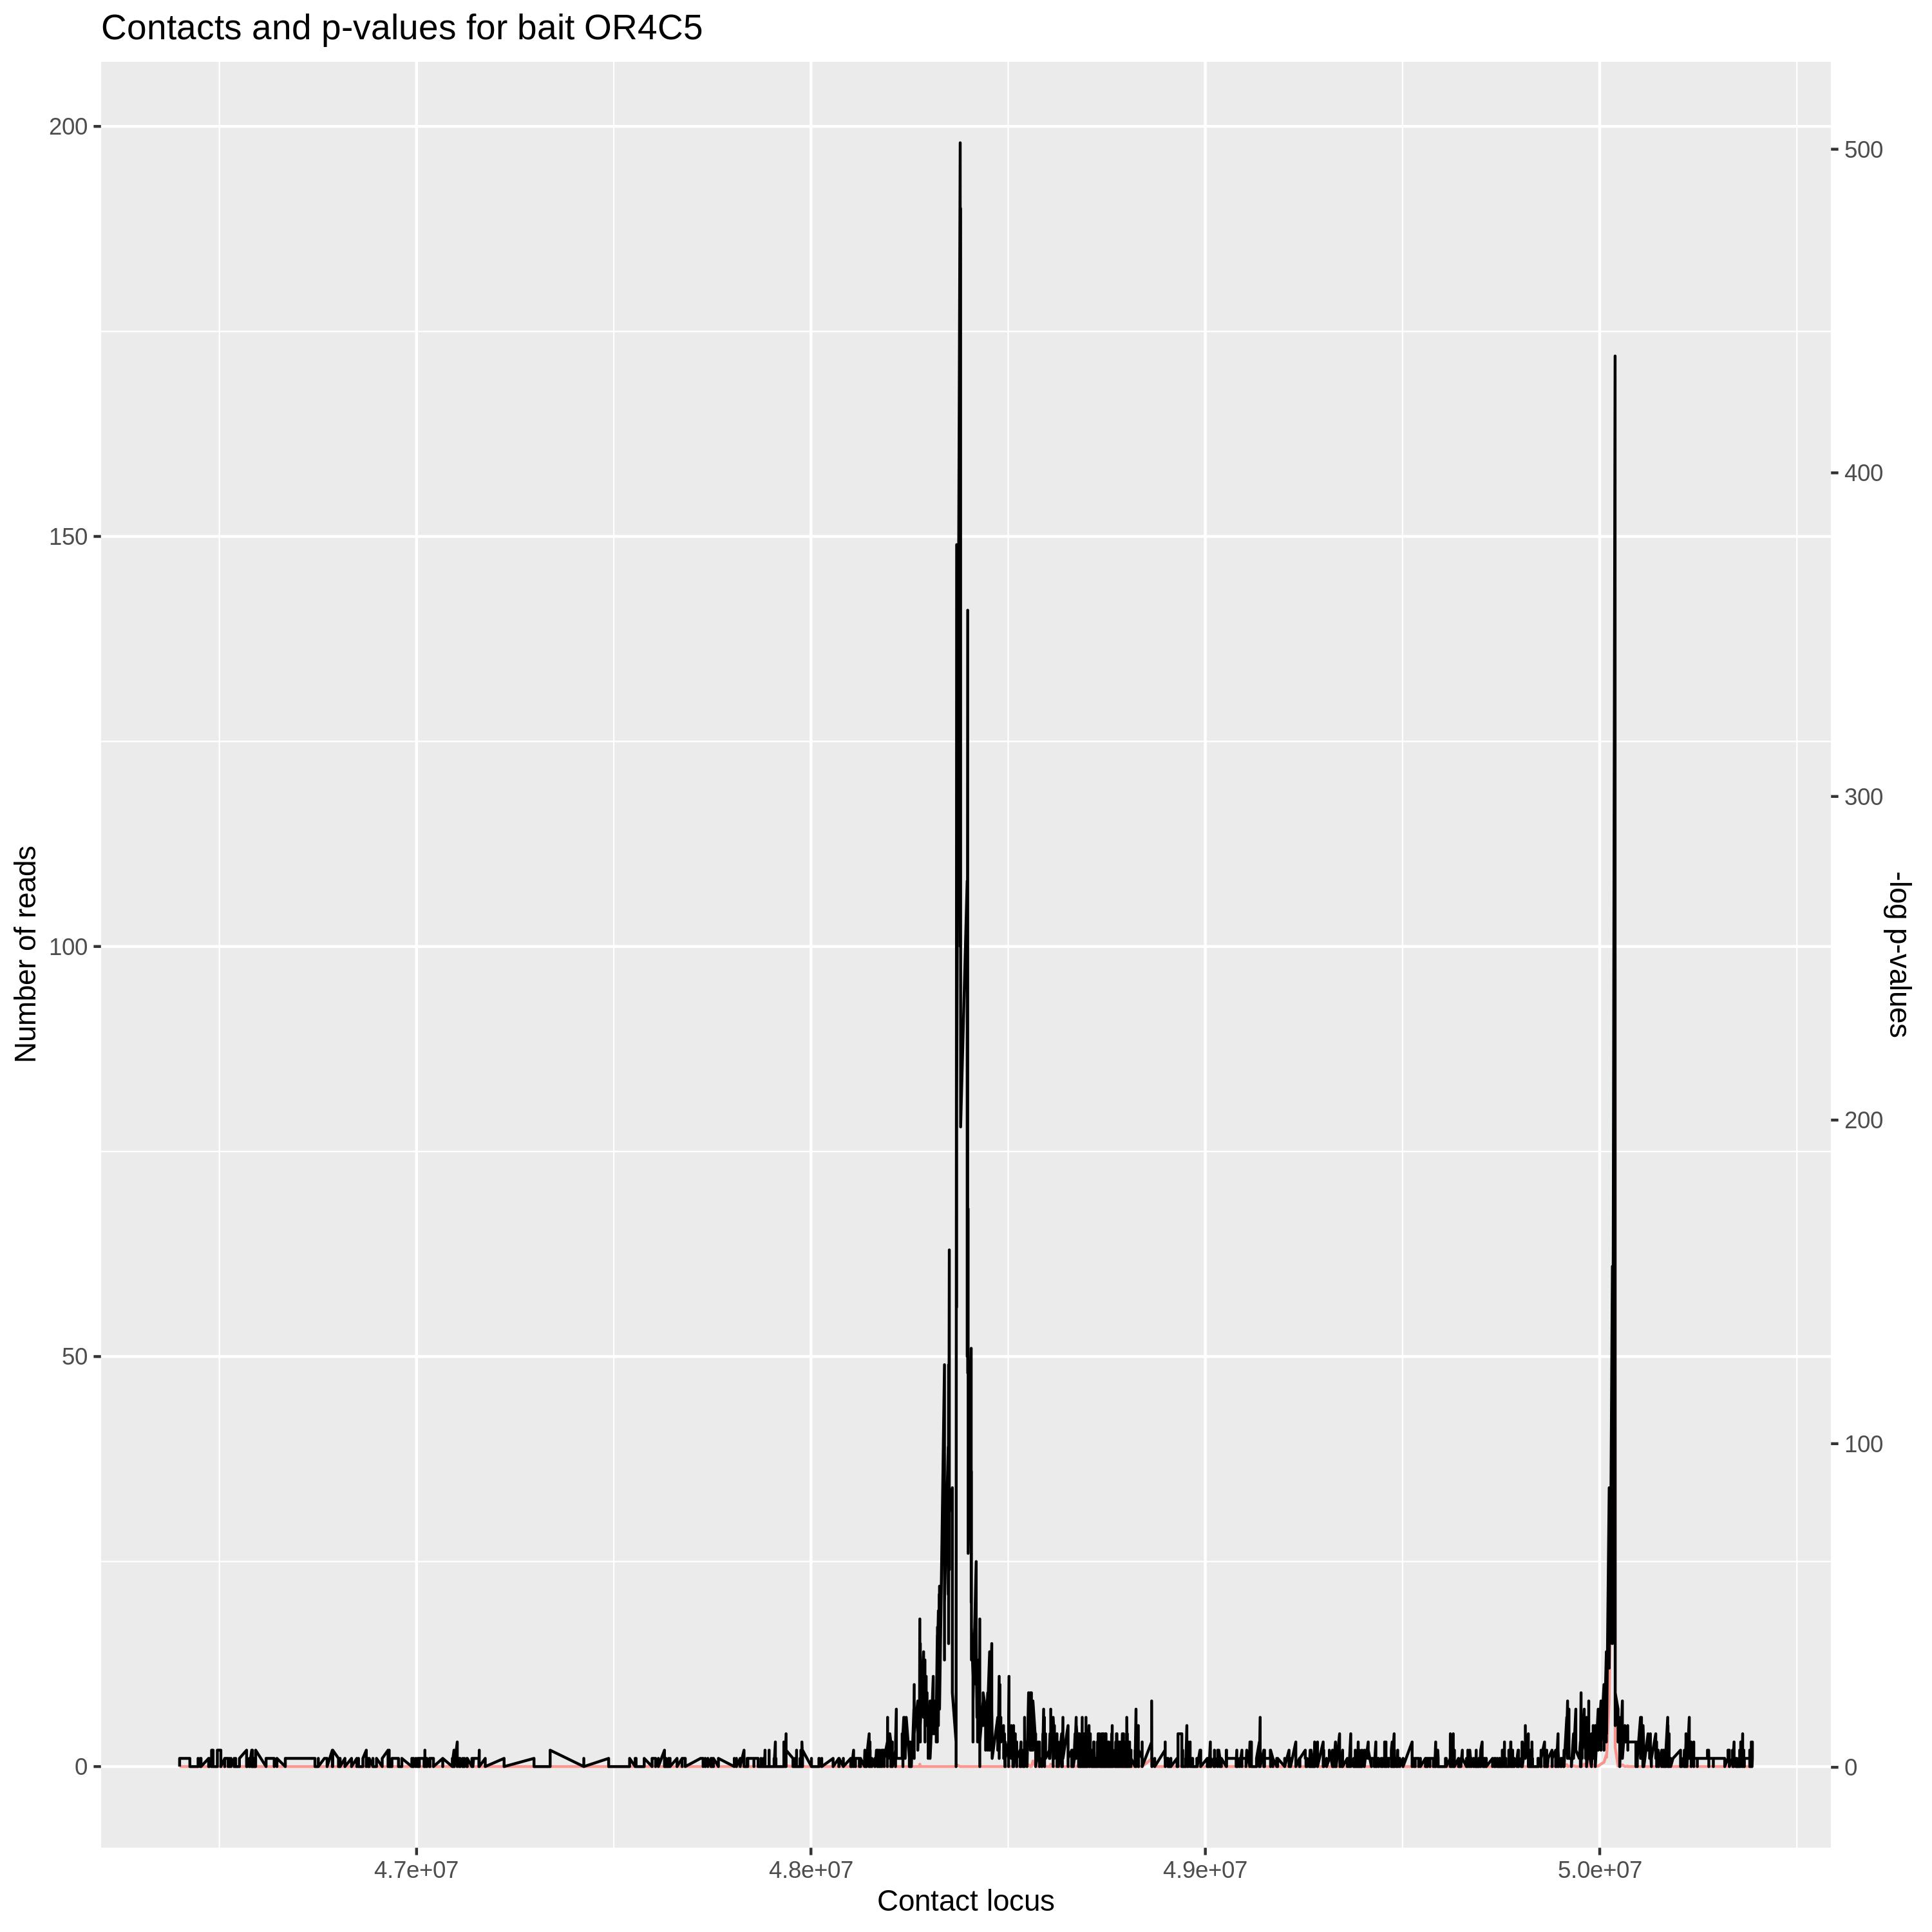 Contacts and p-values for bait OR4C5
200
150
100
50
0
Number of reads
500
400
300
200
100
0
-log p-values
4.7e+07 4.8e+07 4.9e+07 5.0e+07
Contact locus